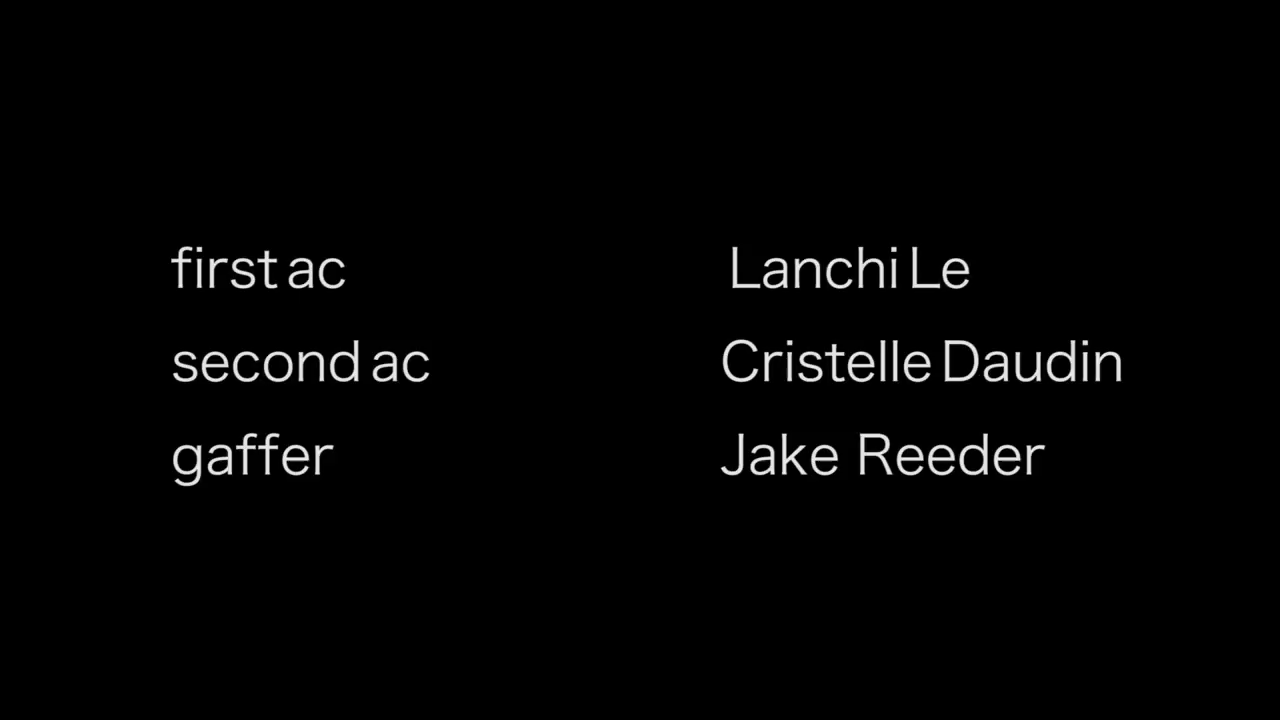 first ac Lanchi Le
second ac Cristelle Daudin
gaffer Jake Reeder